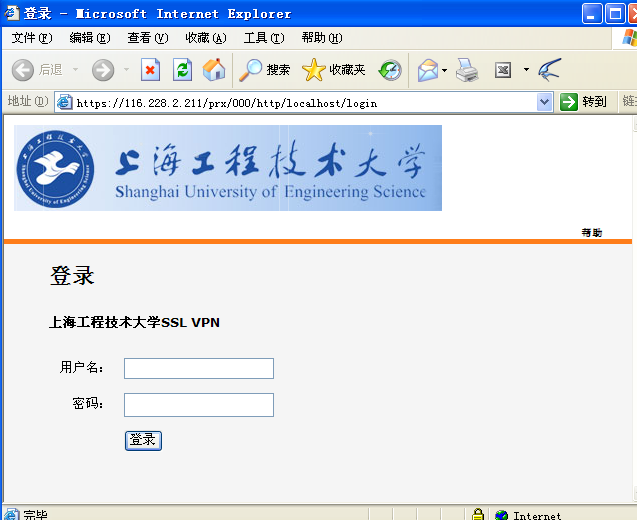 登录 - Microsoft Internet Explorer
文件(F) 编辑(E) 查看(V) 收藏(A) 工具(T) 帮助(H)
后退 搜索 收藏夹
地址(D) https://116.228.2.211/prx/000/http/localhost/login 转到
上海工程技术大学
Shanghai University of Engineering Science
帮助
登录
上海工程技术大学SSL VPN
用户名:
密码:
登录
完毕 Internet